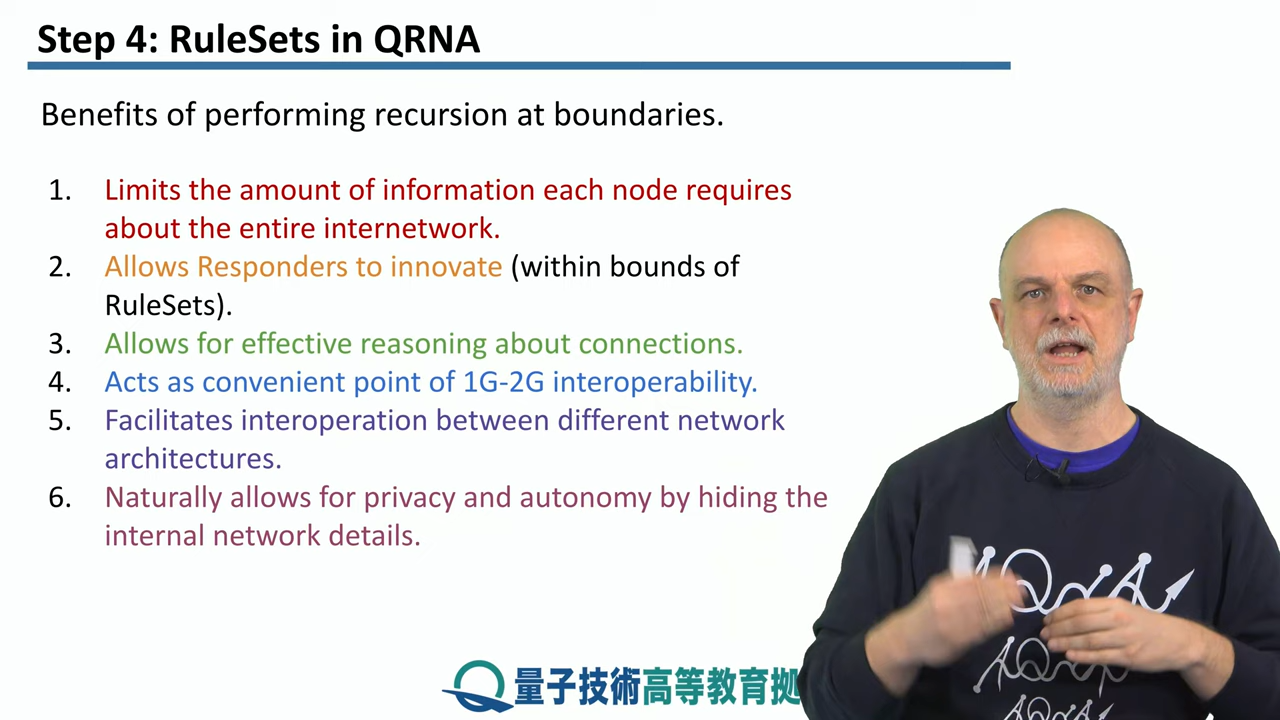 Step 4: RuleSets in QRNA
Benefits of performing recursion at boundaries.
1. Limits the amount of information each node requires
about the entire internetwork.
2. Allows Responders to innovate (within bounds of
RuleSets).
3. Allows for effective reasoning about connections.
4. Acts as convenient point of 1G-2G interoperability.
5. Facilitates interoperation between different network
architectures.
6. Naturally allows for privacy and autonomy by hiding the
internal network details.
量子技術高等教育拠